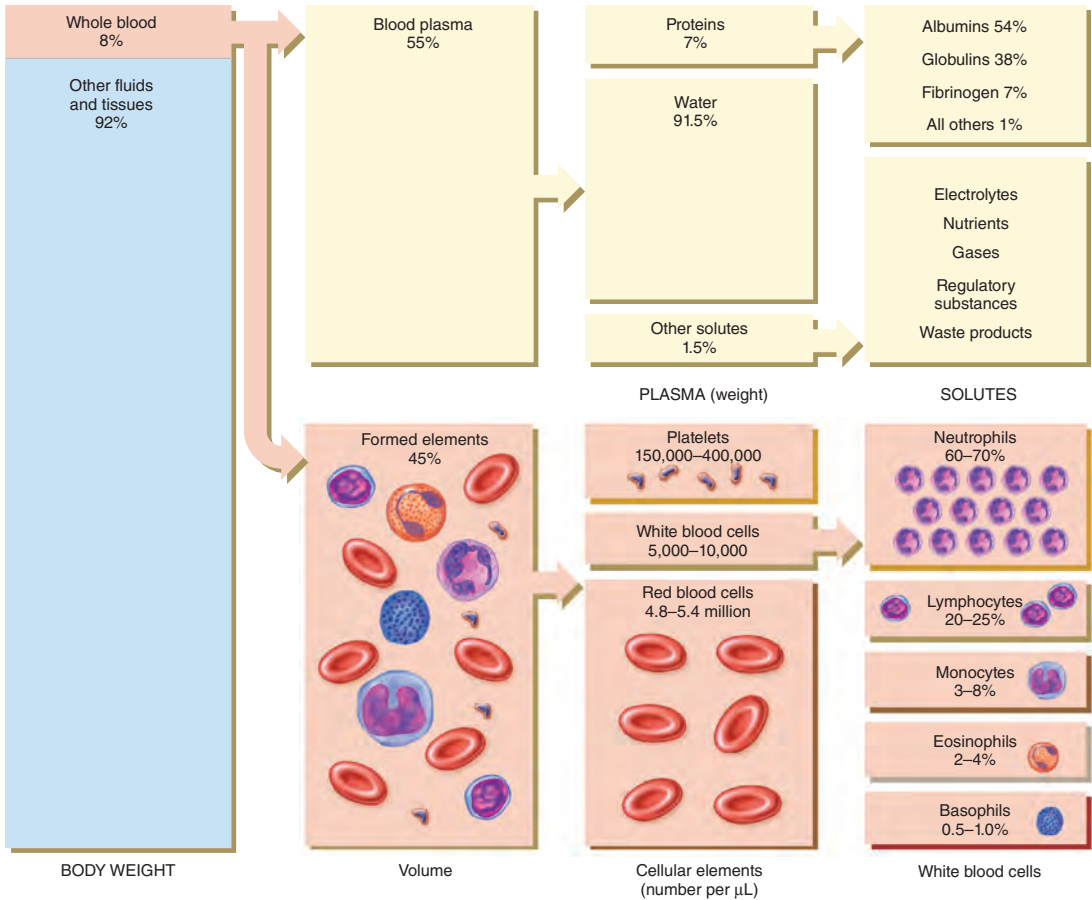 Whole blood
8%
Other fluids
and tissues
92%
BODY WEIGHT
Blood plasma
55%
Formed elements
45%
Volume
Proteins
7%
Water
91.5%
Other solutes
1.5%
PLASMA (weight)
Albumins 54%
Globulins 38%
Fibrinogen 7%
All others 1%
Electrolytes
Nutrients
Gases
Regulatory
substances
Waste products
SOLUTES
Platelets
150,000–400,000
White blood cells
5,000–10,000
Red blood cells
4.8–5.4 million
Cellular elements
(number per μL)
Neutrophils
60–70%
Lymphocytes
20–25%
Monocytes
3–8%
Eosinophils
2–4%
Basophils
0.5–1.0%
White blood cells